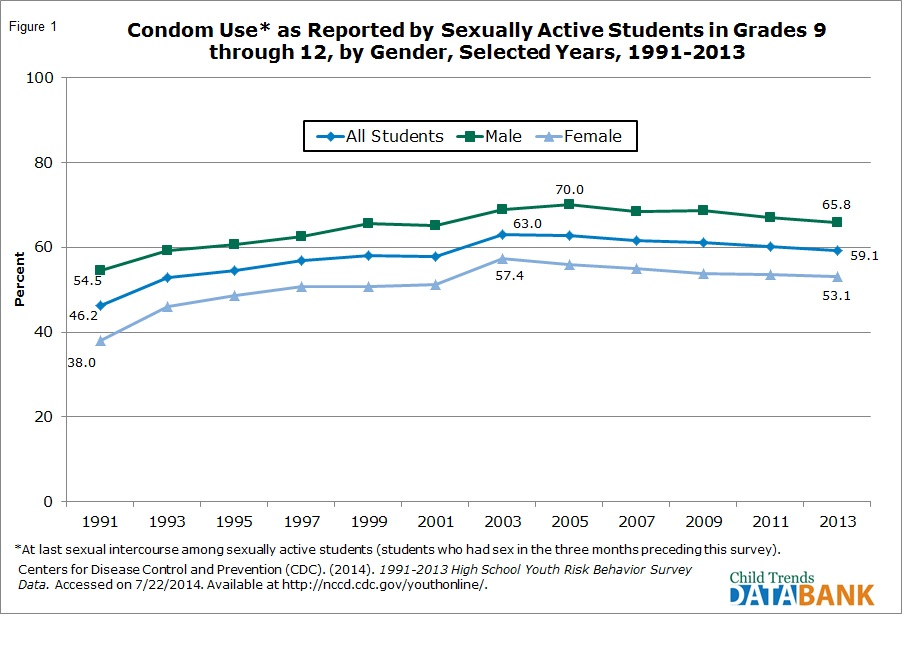 Figure 1
Condom Use* as Reported by Sexually Active Students in Grades 9
through 12, by Gender, Selected Years, 1991-2013
100
80
60
40
20
0
Percent
All Students Male Female
54.5
46.2
38.0
63.0
57.4
70.0
65.8
59.1
53.1
1991 1993 1995 1997 1999 2001 2003 2005 2007 2009 2011 2013
*At last sexual intercourse among sexually active students (students who had sex in the three months preceding this survey).
Centers for Disease Control and Prevention (CDC). (2014). 1991-2013 High School Youth Risk Behavior Survey
Data. Accessed on 7/22/2014. Available at http://nccd.cdc.gov/youthonline/.
Child Trends
DATABANK